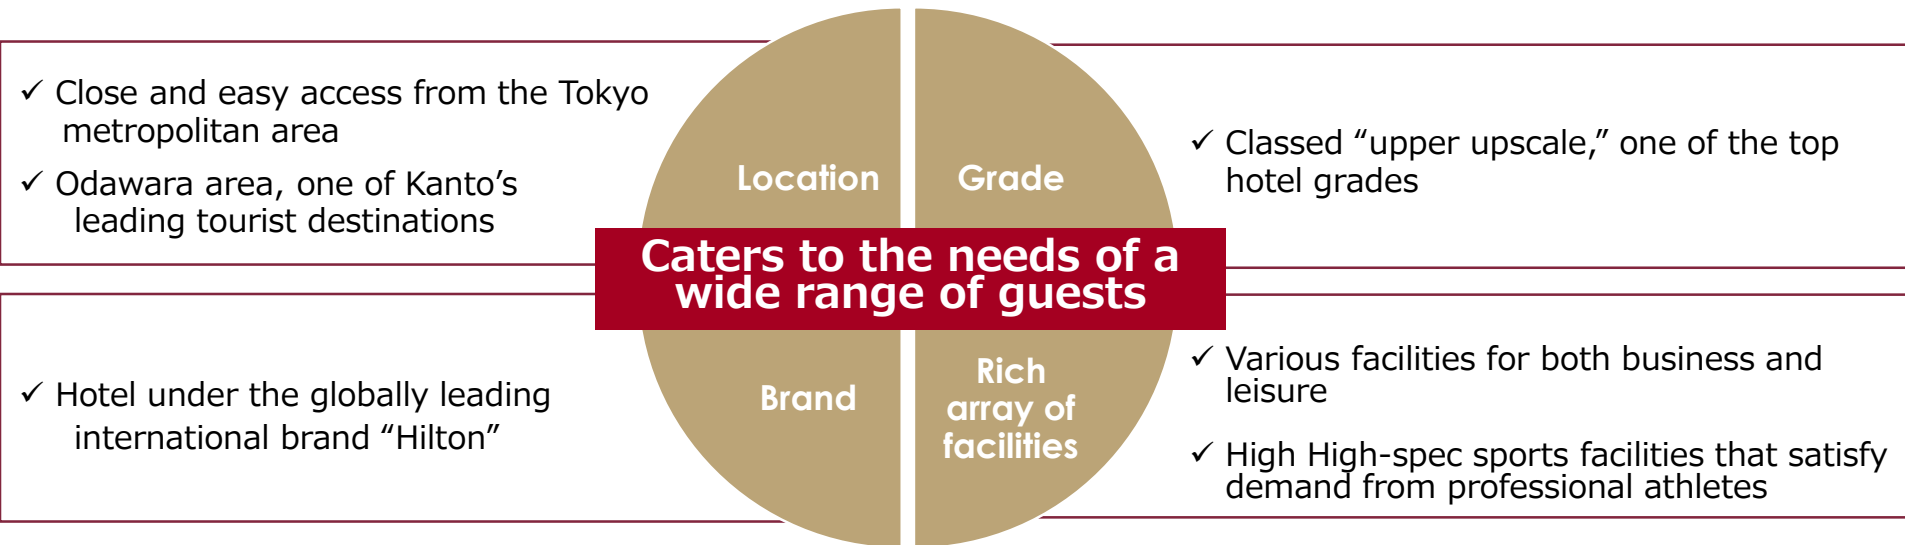 ✓ Close and easy access from the Tokyo
metropolitan area
✓ Odawara area, one of Kanto’s
leading tourist destinations
Location
Grade
✓ Classed “upper upscale,” one of the top
hotel grades
Caters to the needs of a
wide range of guests
✓ Hotel under the globally leading
international brand “Hilton”
Brand
Rich
array of
facilities
✓ Various facilities for both business and
leisure
✓ High High-spec sports facilities that satisfy
demand from professional athletes